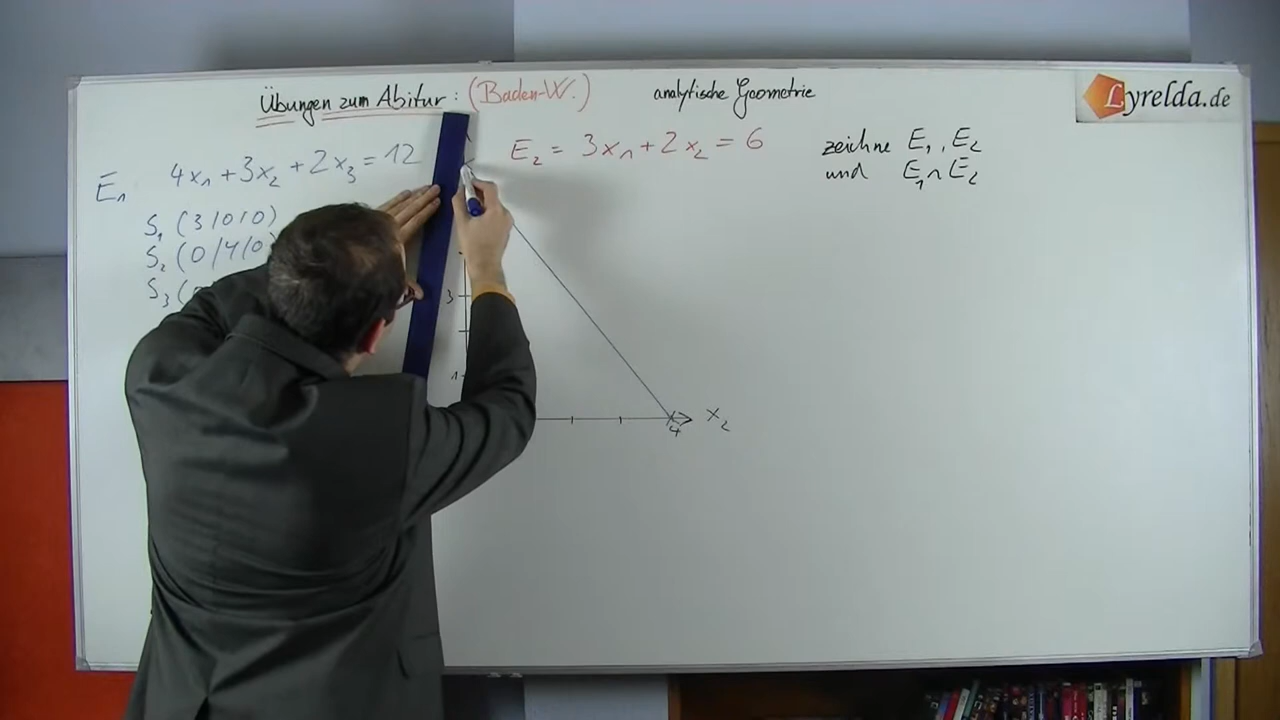 Übungen zum Abitur: (Baden-W.)
analytische Geometrie
Lyrelda.de
E₁ 4x₁+3x₂+2x₃=12
E₂ = 3x₁+2x₂=6
zeichne E₁, E₂
und E₁∩E₂
S₁ (3/0/0)
S₂ (0/4/0
S₃ (
3
1
4
x₂